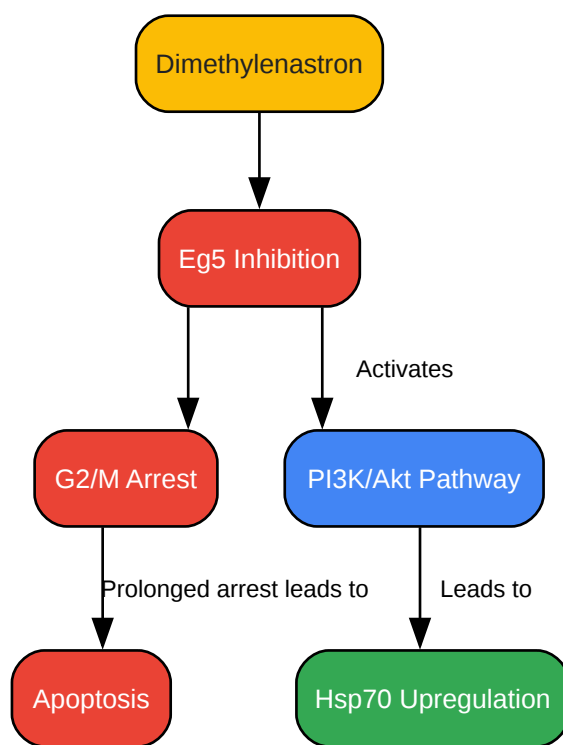 Dimethylenastron
Eg5 Inhibition
Activates
G2/M Arrest
PI3K/Akt Pathway
Prolonged arrest leads to
Leads to
Apoptosis
Hsp70 Upregulation